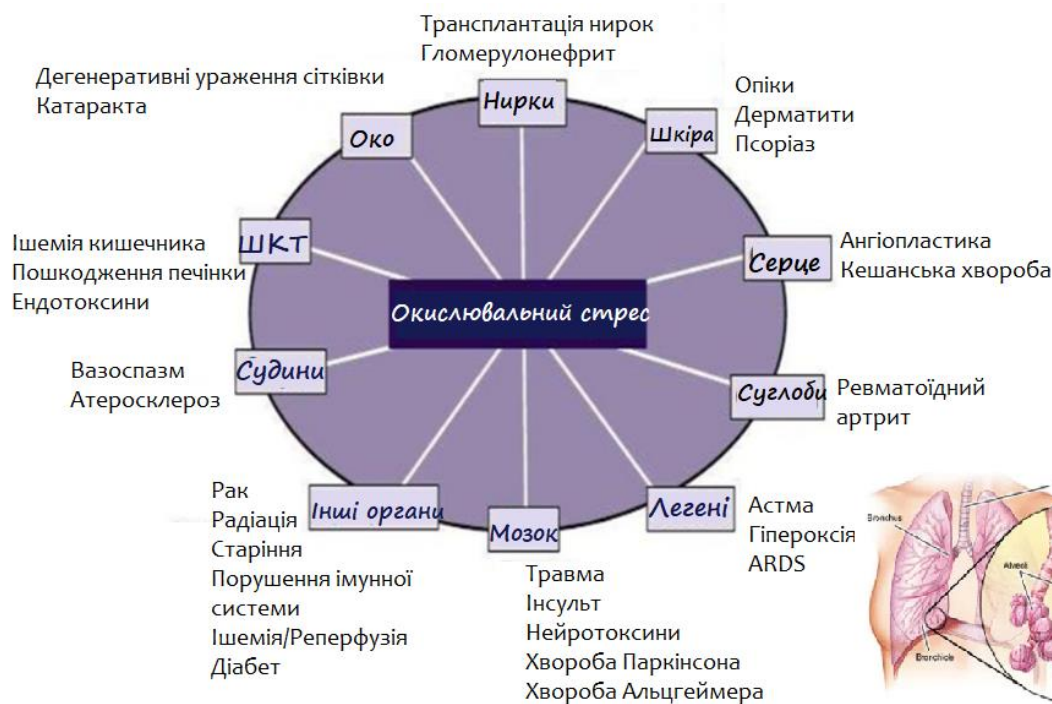 Трансплантація нирок
Гломерулонефрит
Нирки
Дегенеративні ураження сітківки
Катаракта
Око
Опіки
Дерматити
Псоріаз
Шкіра
Ішемія кишечника
Пошкодження печінки
Ендотоксини
ШКТ
Ангіопластика
Кешанська хвороба
Серце
Окислювальний стрес
Вазоспазм
Атеросклероз
Судини
Ревматоїдний
артрит
Суглоби
Рак
Радіація
Старіння
Порушення імунної
системи
Ішемія/Реперфузія
Діабет
Інші органи
Мозок
Травма
Інсульт
Нейротоксини
Хвороба Паркінсона
Хвороба Альцгеймера
Легені
Астма
Гіпероксія
ARDS
Bronchus
Alveoli
Bronchiole